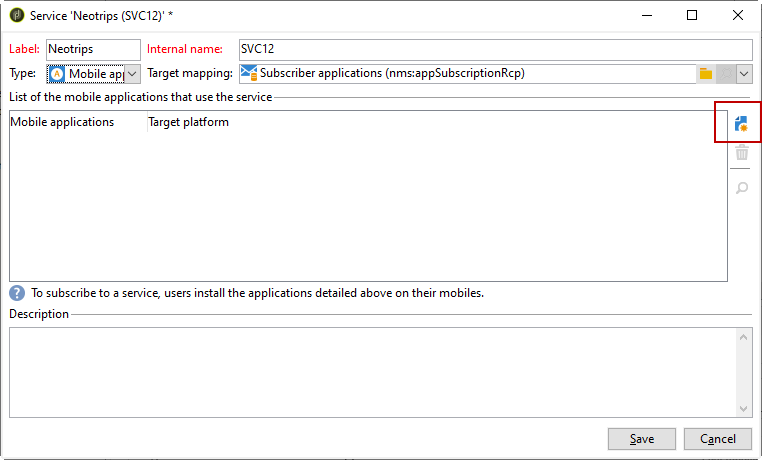 Service 'Neotrips (SVC12)' *
Label: Neotrips Internal name: SVC12
Type: Mobile app Target mapping: Subscriber applications (nms:appSubscriptionRcp)
List of the mobile applications that use the service
Mobile applications Target platform
To subscribe to a service, users install the applications detailed above on their mobiles.
Description
Save Cancel